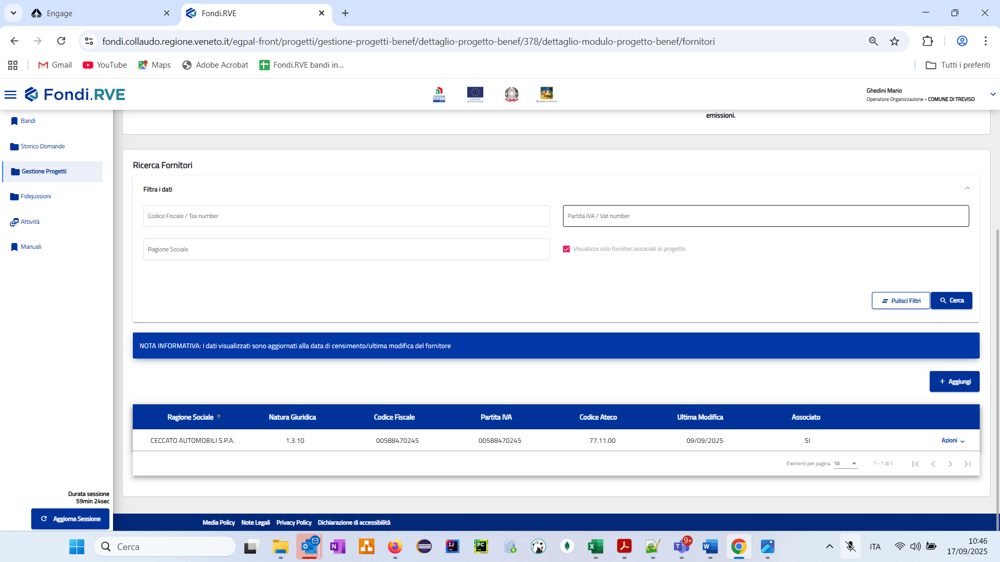 Engage
Fondi.RVE
fondi.collaudo.regione.veneto.it/egpal-front/progetti/gestione-progetti-benef/dettaglio-progetto-benef/378/dettaglio-modulo-progetto-benef/fornitori
Gmail
YouTube
Maps
Adobe Acrobat
Fondi.RVE bandi in...
Tutti i preferiti
Fondi.RVE
Ghedini Mario
Operatore Organizzazione - COMUNE DI TREVISO
Bandi
Storico Domande
Gestione Progetti
Fidejussioni
Attività
Manuali
Durata sessione
59min 24sec
Aggiorna Sessione
emissioni.
Ricerca Fornitori
Filtra i dati
Codice Fiscale / Tax number
Partita IVA / Vat number
Ragione Sociale
Visualizza solo fornitori associati al progetto
Pulisci Filtri
Cerca
NOTA INFORMATIVA: I dati visualizzati sono aggiornati alla data di censimento/ultima modifica del fornitore
+ Aggiungi
Ragione Sociale Natura Giuridica Codice Fiscale Partita IVA Codice Ateco Ultima Modifica Associato
CECCATO AUTOMOBILI S.P.A. 1.3.10 00588470245 00588470245 77.11.00 09/09/2025 SI Azioni
Elementi per pagina 10 1 - 1 di 1
Media Policy Note Legali Privacy Policy Dichiarazione di accessibilità
Cerca
9+
ITA
10:46
17/09/2025